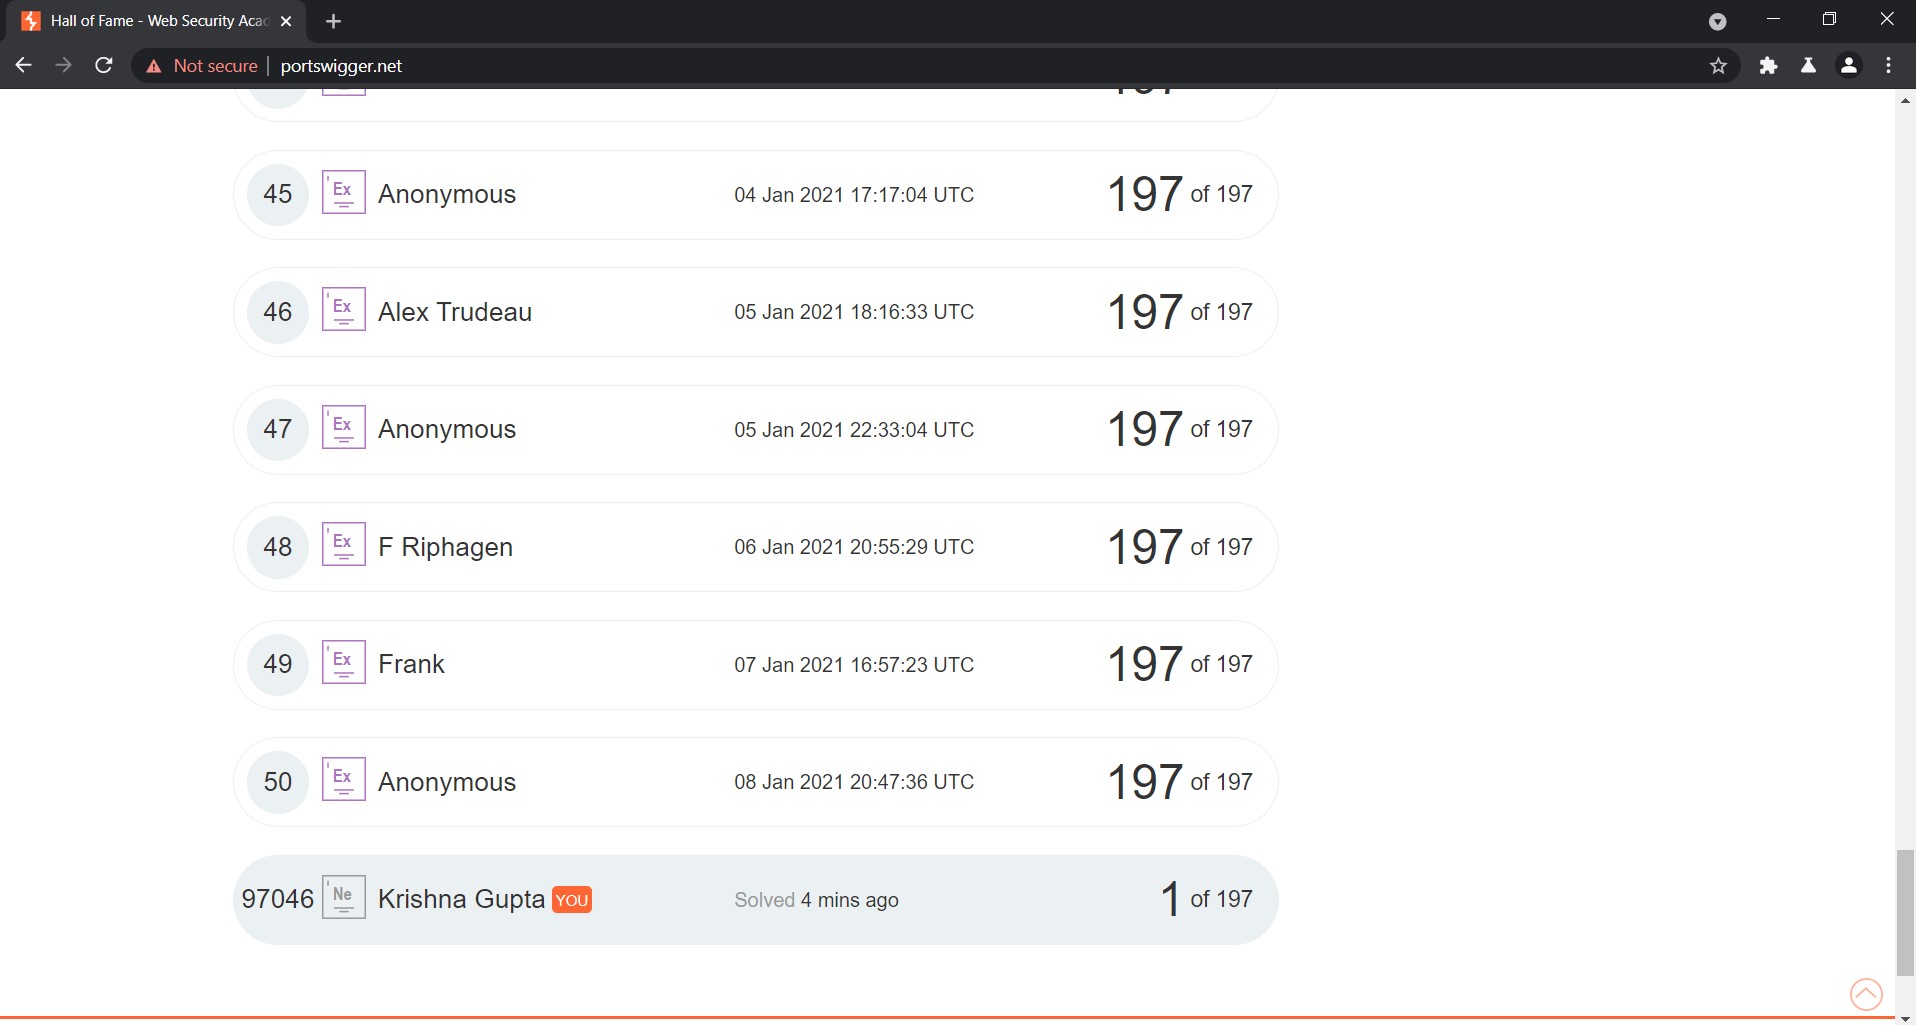 Hall of Fame - Web Security Acad
Not secure portswigger.net
45 Ex Anonymous 04 Jan 2021 17:17:04 UTC 197 of 197
46 Ex Alex Trudeau 05 Jan 2021 18:16:33 UTC 197 of 197
47 Ex Anonymous 05 Jan 2021 22:33:04 UTC 197 of 197
48 Ex F Riphagen 06 Jan 2021 20:55:29 UTC 197 of 197
49 Ex Frank 07 Jan 2021 16:57:23 UTC 197 of 197
50 Ex Anonymous 08 Jan 2021 20:47:36 UTC 197 of 197
97046 Ne Krishna Gupta YOU Solved 4 mins ago 1 of 197